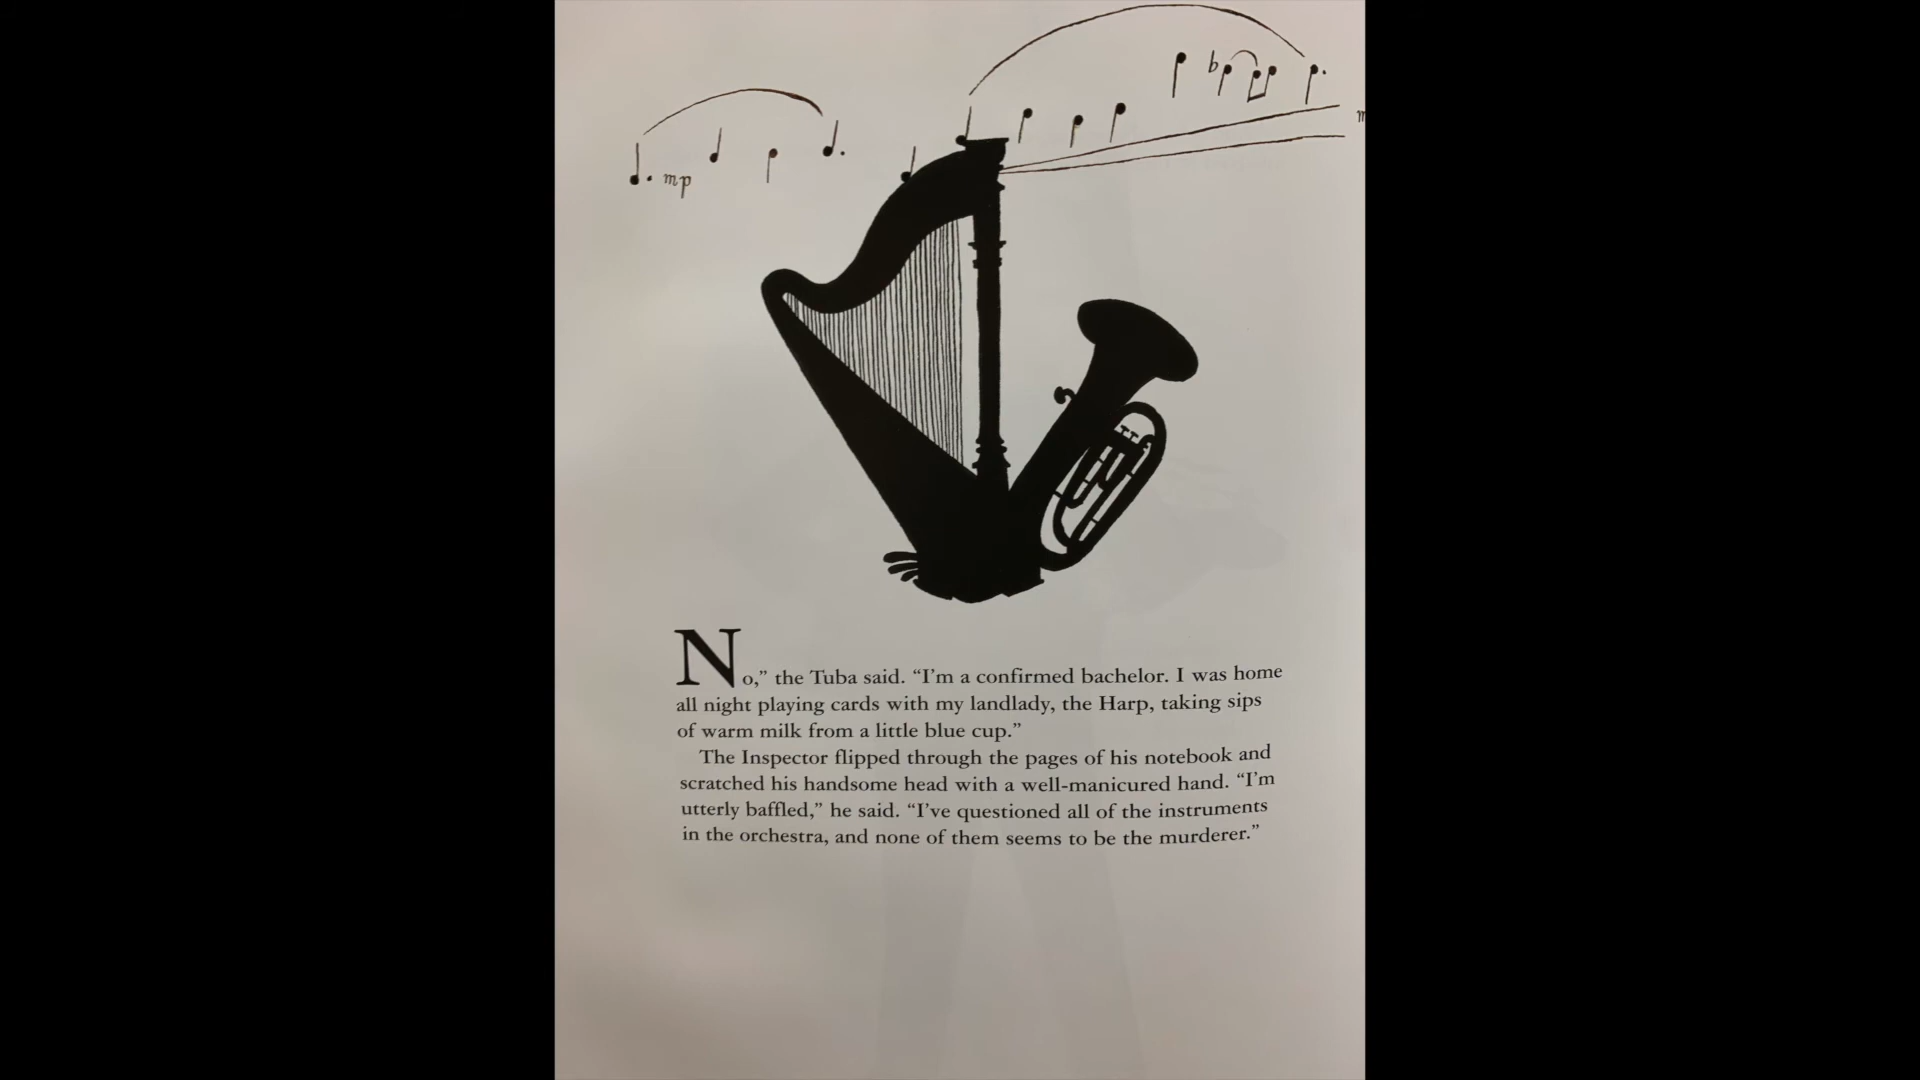 mp
m
No,” the Tuba said. “I’m a confirmed bachelor. I was home
all night playing cards with my landlady, the Harp, taking sips
of warm milk from a little blue cup.”
The Inspector flipped through the pages of his notebook and
scratched his handsome head with a well-manicured hand. “I’m
utterly baffled,” he said. “I’ve questioned all of the instruments
in the orchestra, and none of them seems to be the murderer.”